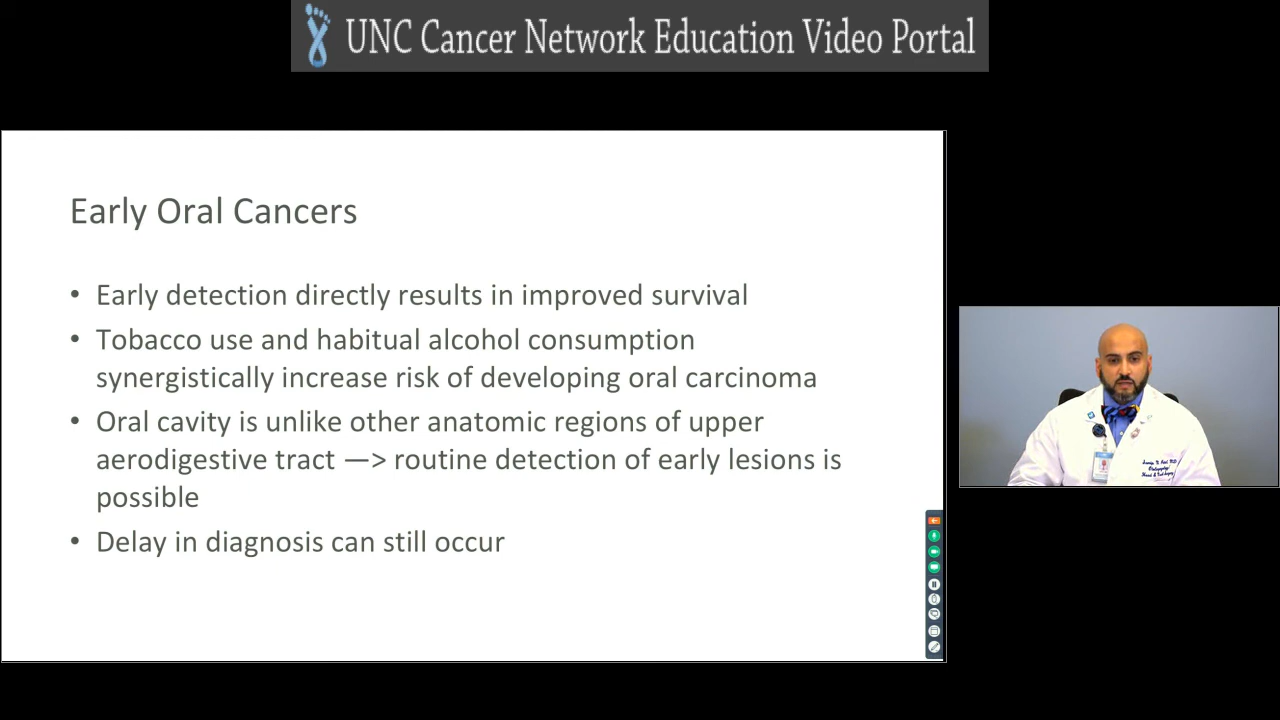 UNC Cancer Network Education Video Portal
Early Oral Cancers
• Early detection directly results in improved survival
• Tobacco use and habitual alcohol consumption
synergistically increase risk of developing oral carcinoma
• Oral cavity is unlike other anatomic regions of upper
aerodigestive tract —> routine detection of early lesions is
possible
• Delay in diagnosis can still occur